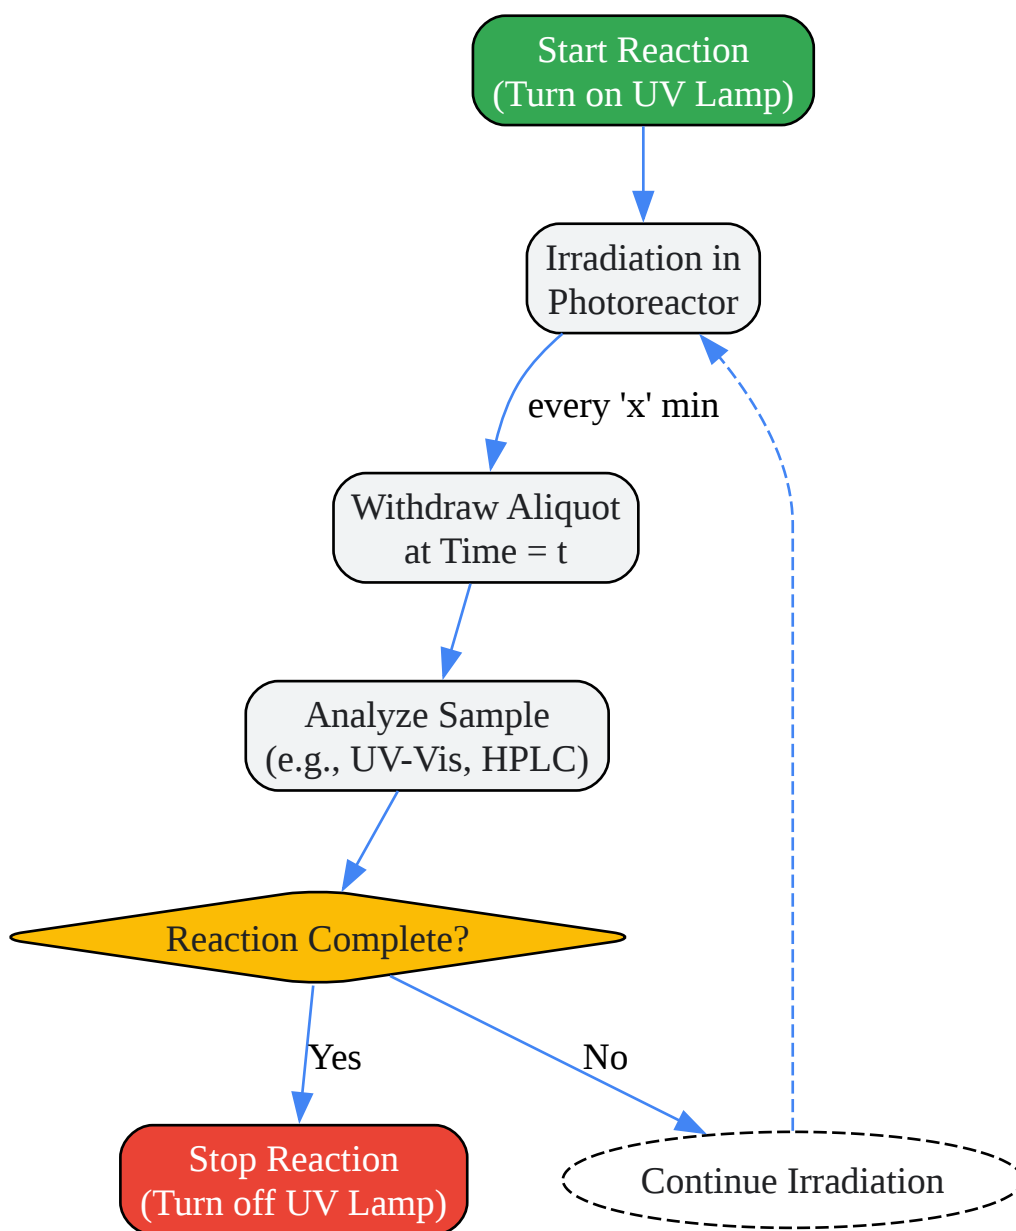 Start Reaction
(Turn on UV Lamp)
Irradiation in
Photoreactor
every 'x' min
Withdraw Aliquot
at Time = t
Analyze Sample
(e.g., UV-Vis, HPLC)
Reaction Complete?
Yes
No
Stop Reaction
(Turn off UV Lamp)
Continue Irradiation